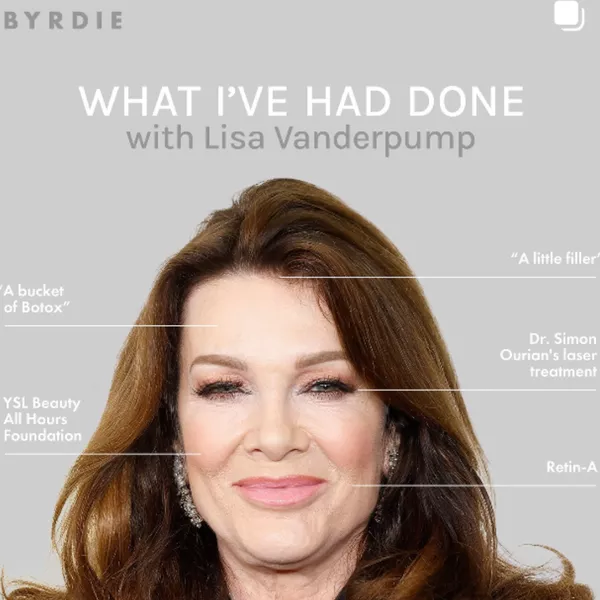 BYRDIE
WHAT I’VE HAD DONE
with Lisa Vanderpump
“A little filler”
“A bucket
of Botox”
Dr. Simon
Ourian's laser
treatment
YSL Beauty
All Hours
Foundation
Retin-A